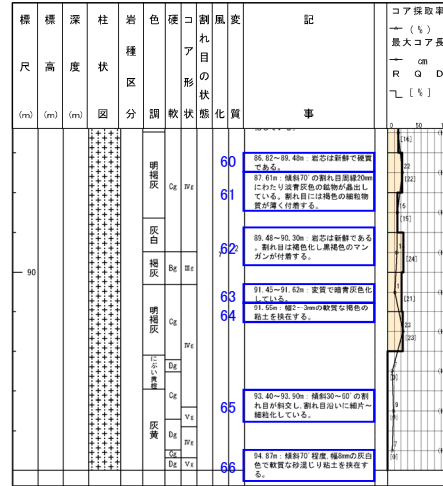 標尺(m)
標高(m)
深度(m)
柱状図
岩種区分
色調
硬軟
コア形状
割れ目の状態
風化
変質
記事
コア採取率
(%)
最大コア長
cm
R Q D
[%]
0 50
明褐灰
Cg
Ⅳg
[16]
60
86.82~89.48m:岩芯は新鮮で硬質
である。
22
[22]
61
87.61m:傾斜70°の割れ目周縁20mm
にわたり淡青灰色の鉱物が晶出し
ている。割れ目には褐色の細粒物
質が薄く付着する。
15
[15]
灰白
62
2
89.48~90.30m:岩芯は新鮮である
。割れ目は褐色化し黒褐色のマン
ガンが付着する。
[24]
90
褐灰
Bg
Ⅲg
明褐灰
Cg
Ⅳg
63
91.45~91.62m:変質で暗青灰色化
している。
[21]
64
91.55m:幅2~3mmの軟質な褐色の
粘土を挟在する。
23
[23]
にぶい黄橙
Dg
灰黄
Cg
Ⅴg
65
93.40~93.90m:傾斜30~60°の割
れ目が斜交し、割れ目沿いに細片~
細粒化している。
9
Dg
Ⅳg
Cg
Dg
Ⅴg
66
94.87m:傾斜70°程度、幅8mmの灰白
色で軟質な砂混じり粘土を挟在す
る。
7